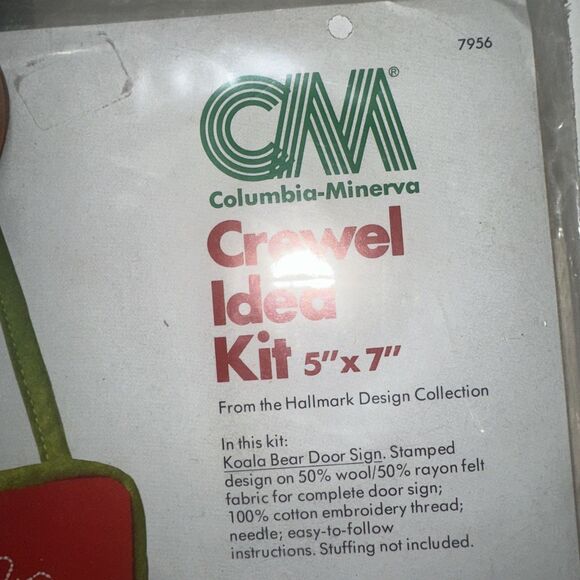 7956
CM®
Columbia-Minerva
Crewel
Idea
Kit 5" x 7"
From the Hallmark Design Collection
In this kit:
Koala Bear Door Sign. Stamped
design on 50% wool/50% rayon felt
fabric for complete door sign;
100% cotton embroidery thread;
needle; easy-to-follow
instructions. Stuffing not included.